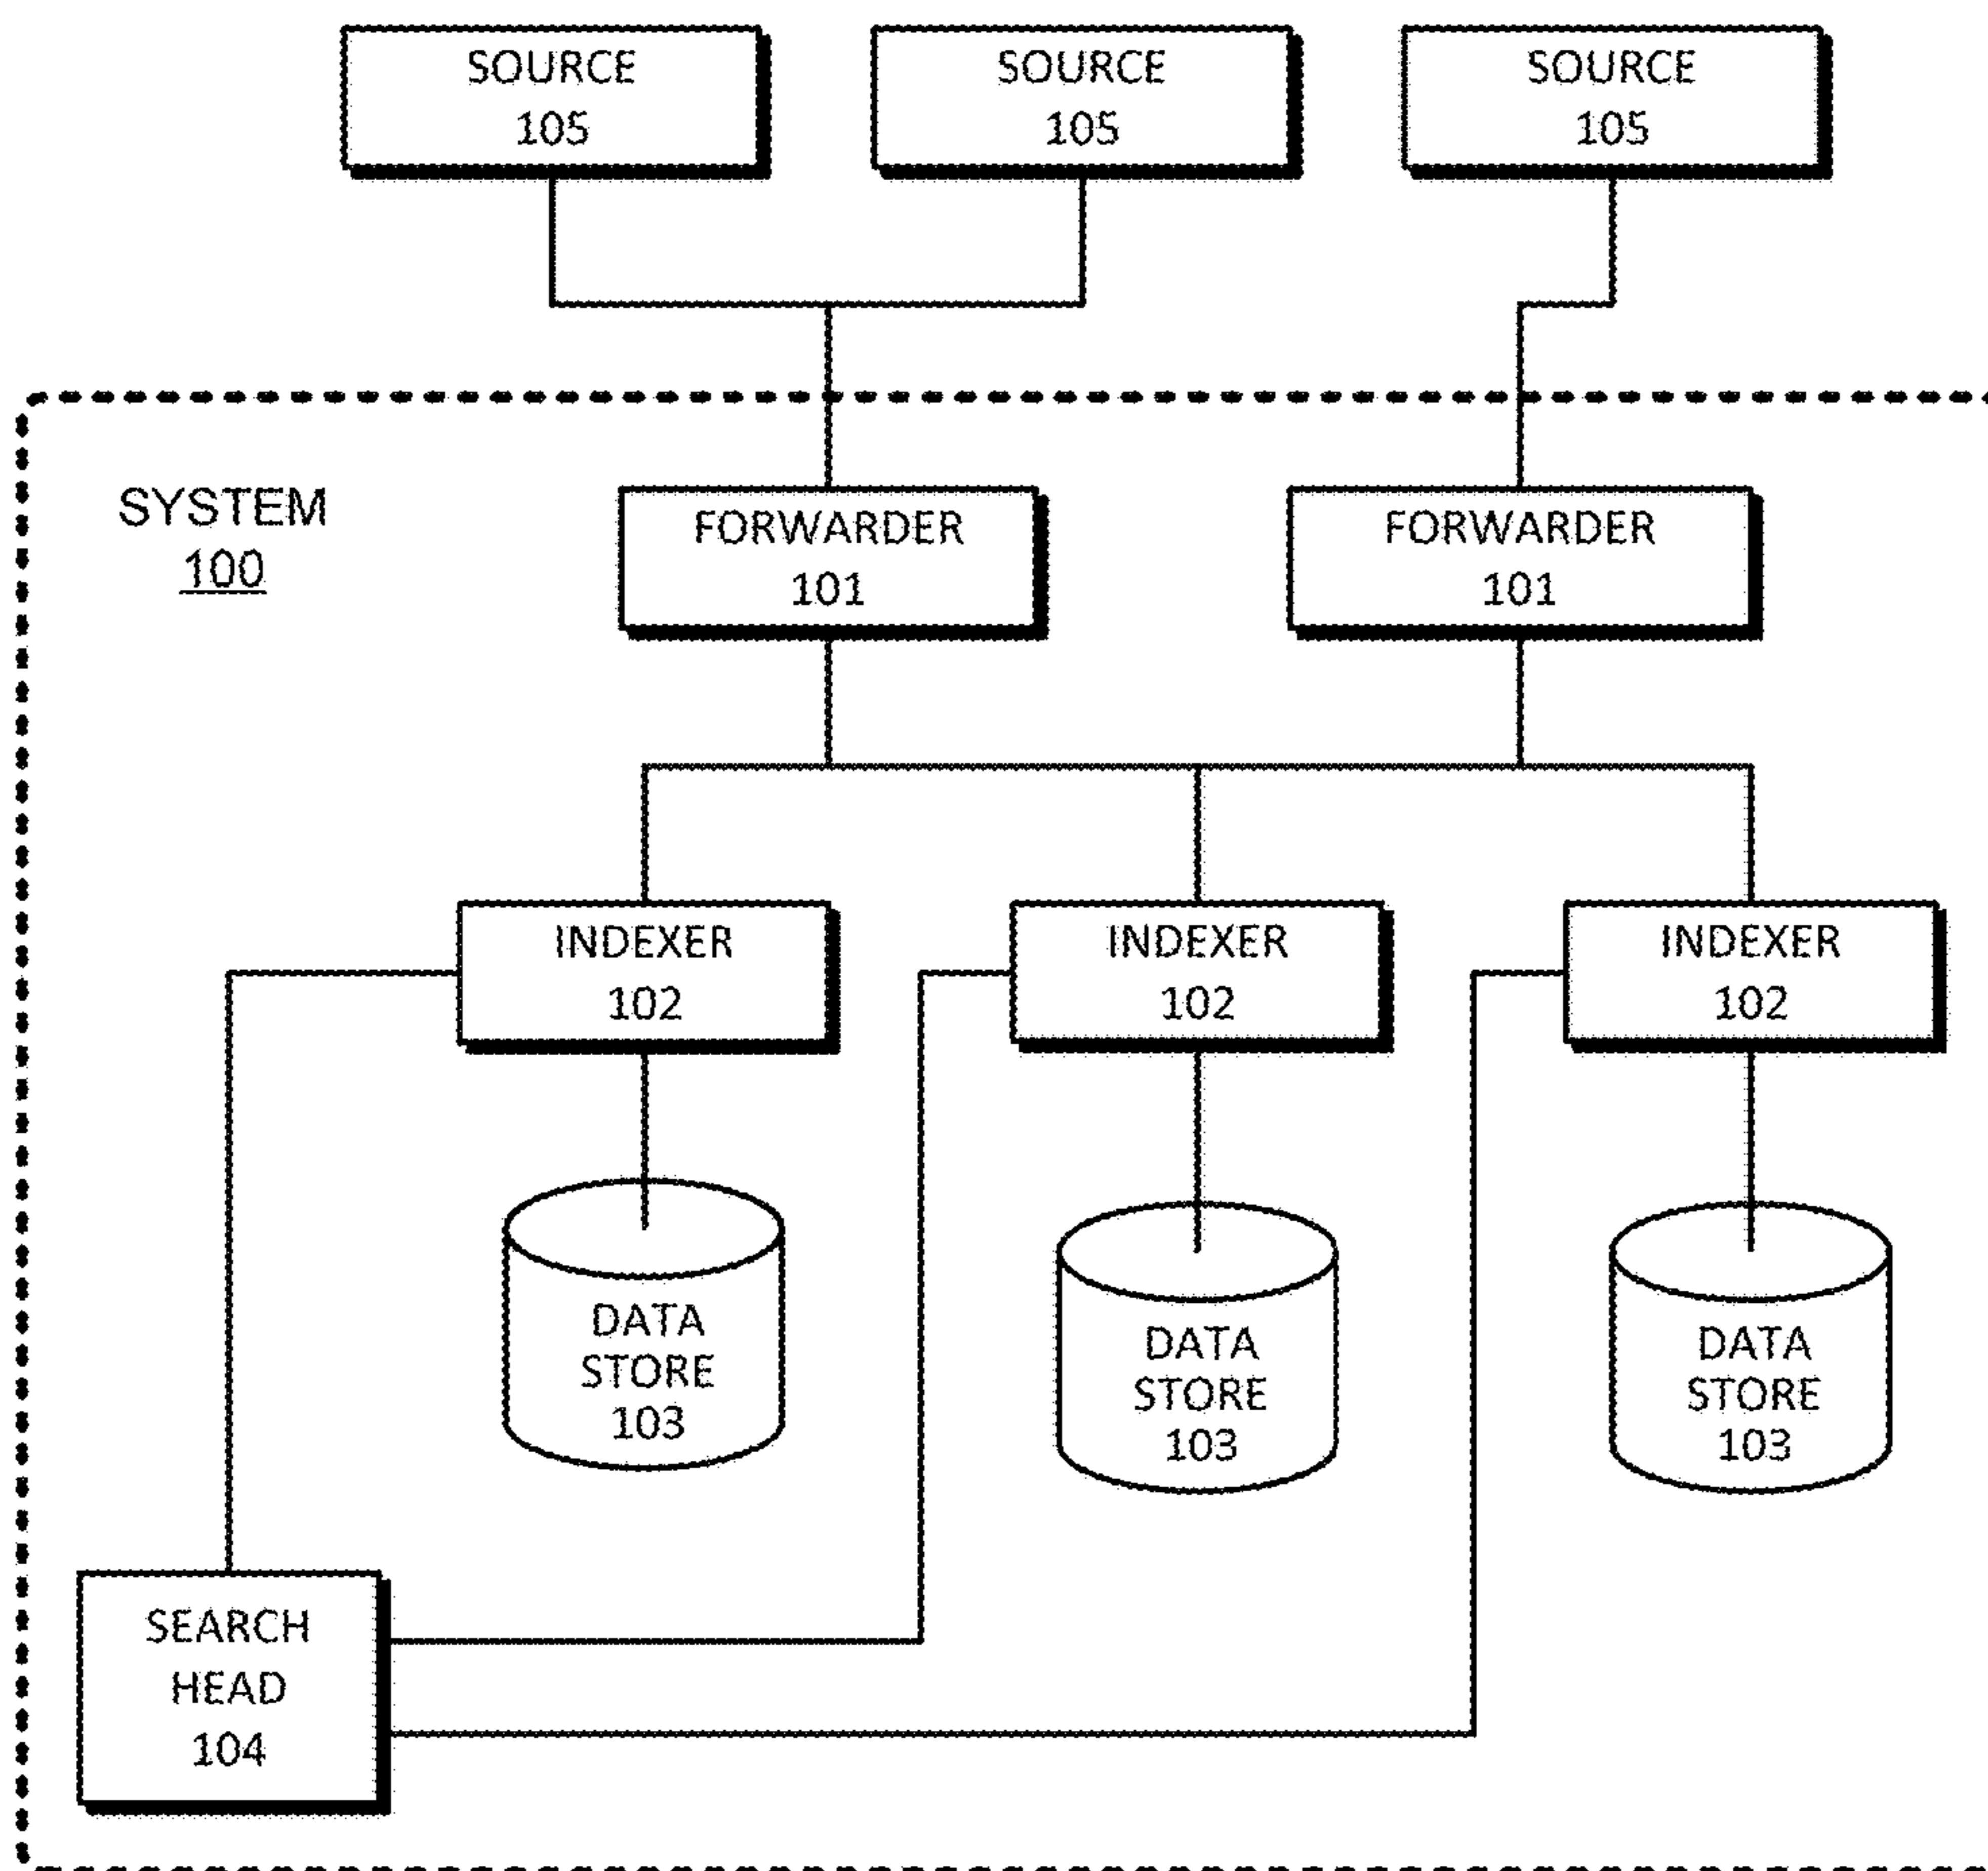 SOURCE
105
SOURCE
105
SOURCE
105
SYSTEM
100
FORWARDER
101
FORWARDER
101
INDEXER
102
INDEXER
102
INDEXER
102
DATA
STORE
103
DATA
STORE
103
DATA
STORE
103
SEARCH
HEAD
104